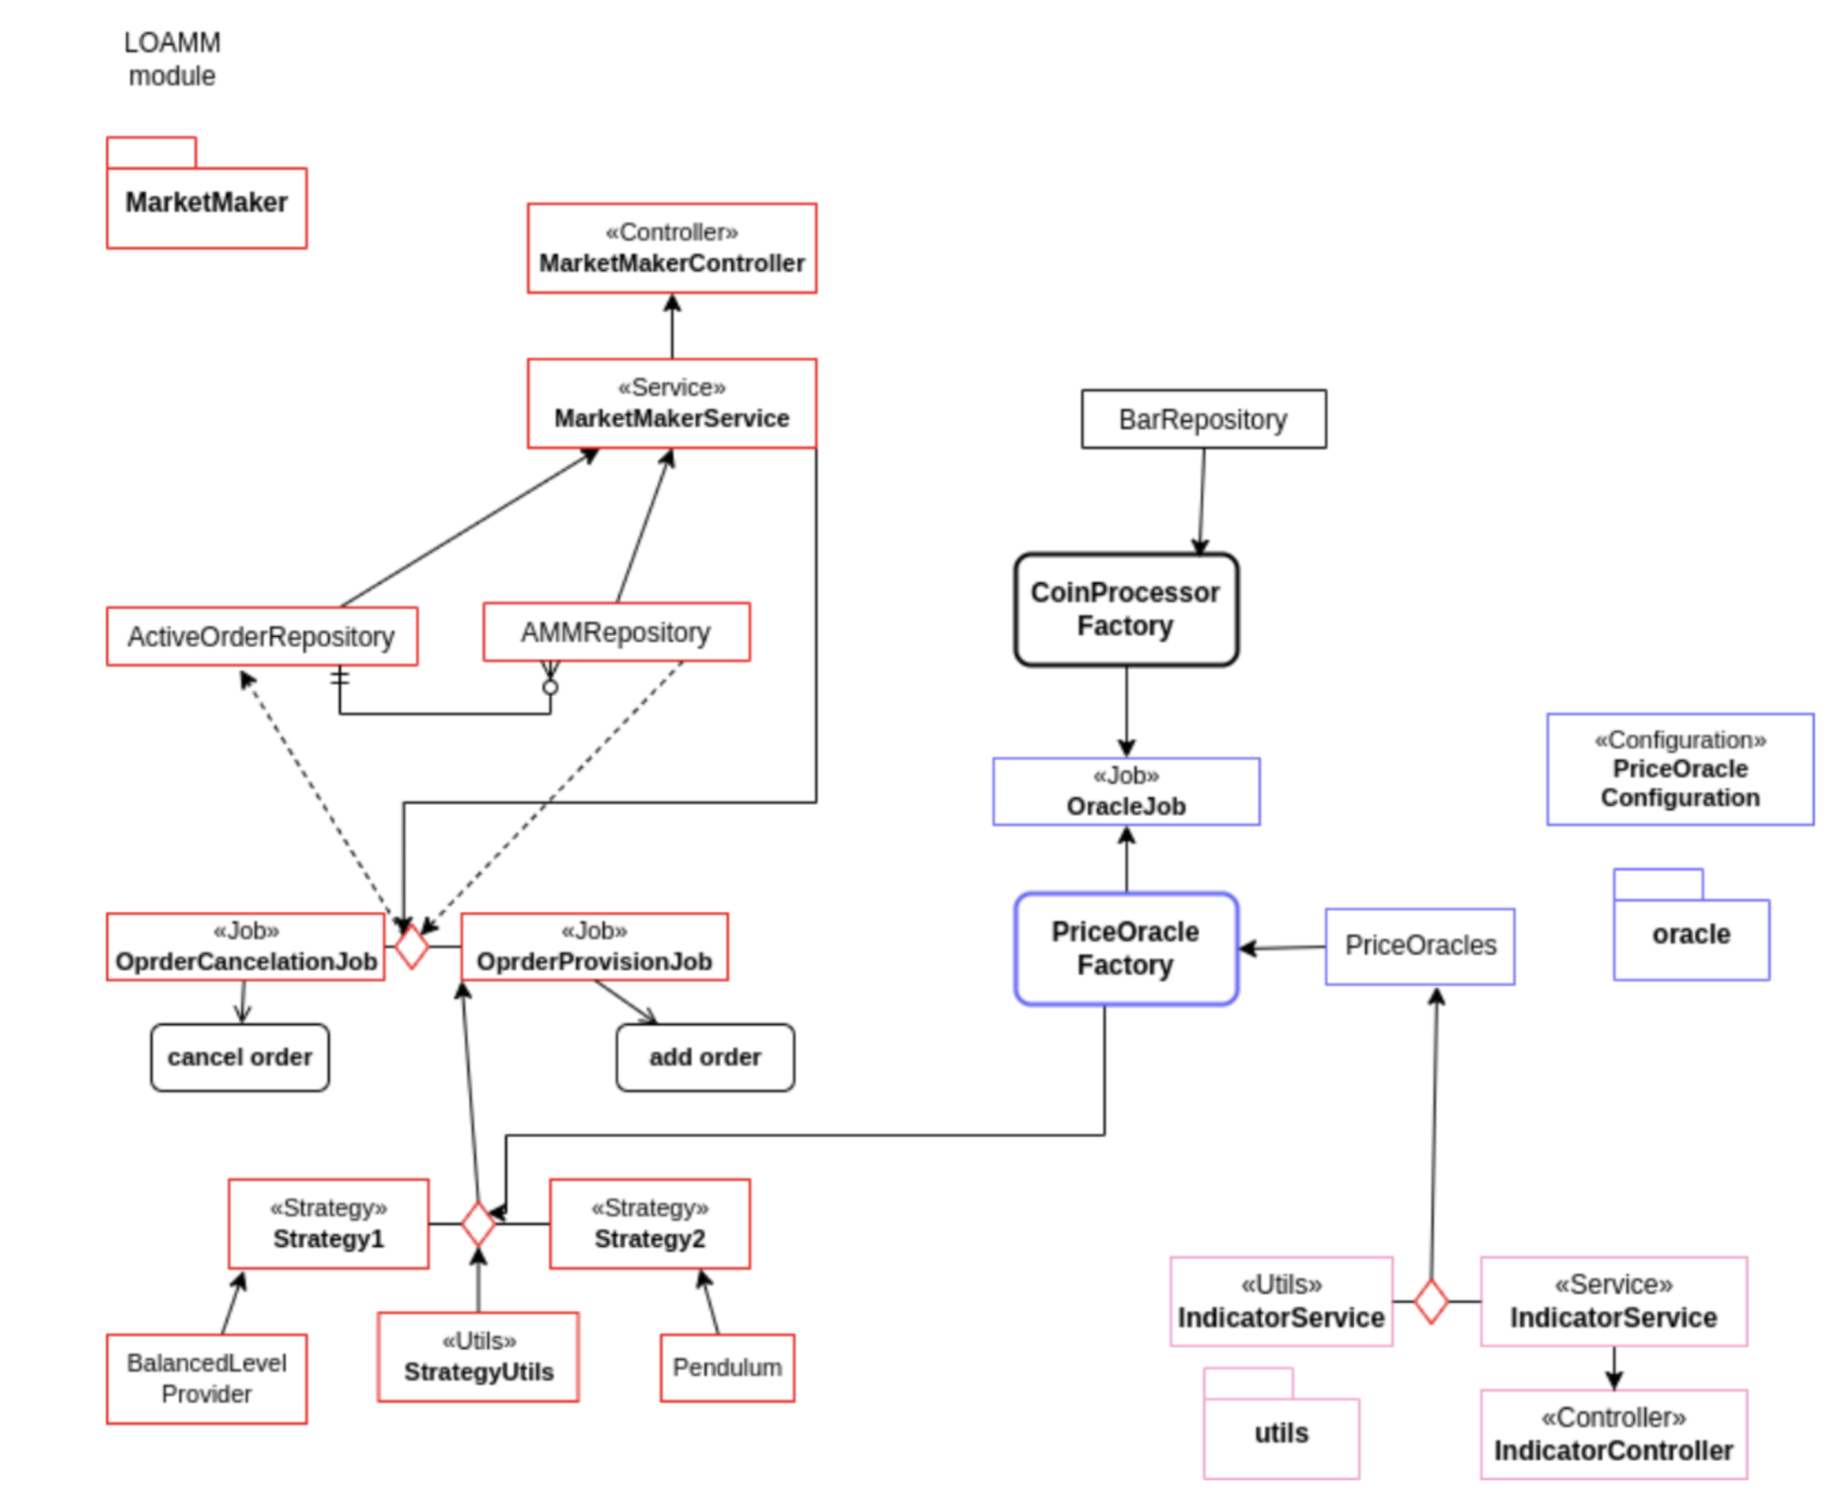 LOAMM
module
MarketMaker
«Controller»
MarketMakerController
«Service»
MarketMakerService
BarRepository
CoinProcessor
Factory
ActiveOrderRepository
AMMRepository
«Job»
OracleJob
«Configuration»
PriceOracle
Configuration
«Job»
OprderCancelationJob
«Job»
OprderProvisionJob
PriceOracle
Factory
PriceOracles
oracle
cancel order
add order
«Strategy»
Strategy1
«Strategy»
Strategy2
«Utils»
IndicatorService
«Service»
IndicatorService
BalancedLevel
Provider
«Utils»
StrategyUtils
Pendulum
utils
«Controller»
IndicatorController